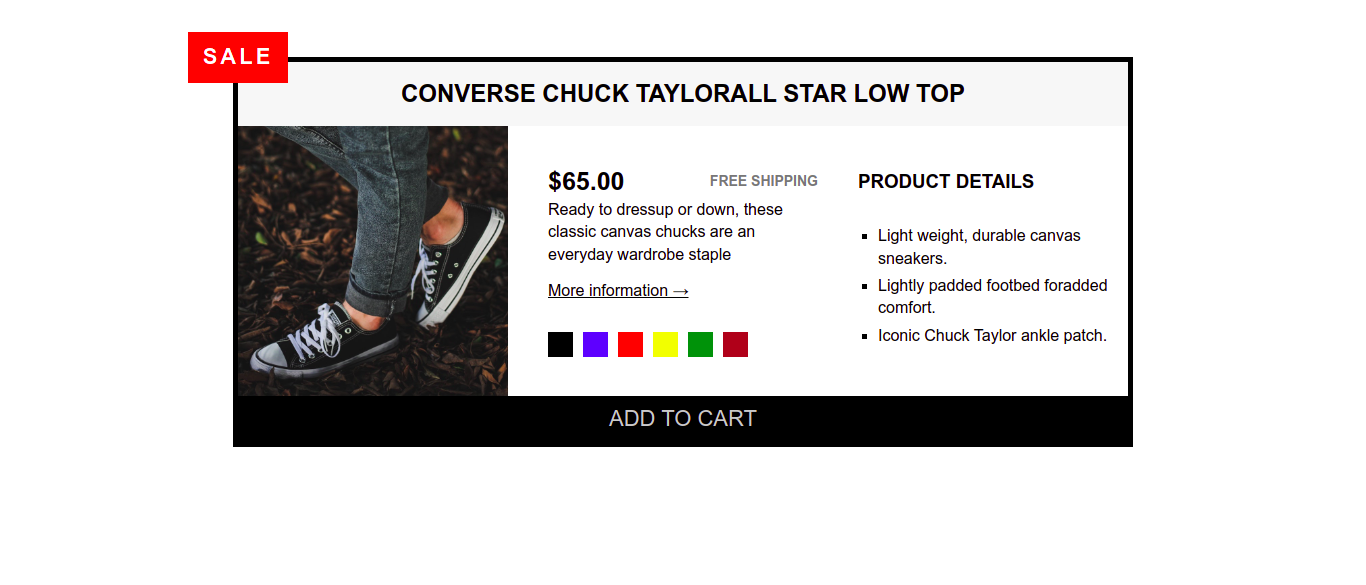 SALE
CONVERSE CHUCK TAYLORALL STAR LOW TOP
$65.00
FREE SHIPPING
Ready to dressup or down, these
classic canvas chucks are an
everyday wardrobe staple
More information →
PRODUCT DETAILS
Light weight, durable canvas
sneakers.
Lightly padded footbed foradded
comfort.
Iconic Chuck Taylor ankle patch.
ADD TO CART